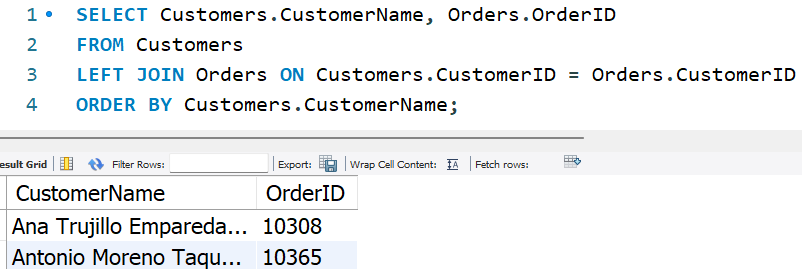 1 SELECT Customers.CustomerName, Orders.OrderID
2 FROM Customers
3 LEFT JOIN Orders ON Customers.CustomerID = Orders.CustomerID
4 ORDER BY Customers.CustomerName;
esult Grid Filter Rows: Export: Wrap Cell Content: Fetch rows:
CustomerName OrderID
Ana Trujillo Empareda... 10308
Antonio Moreno Taqu... 10365